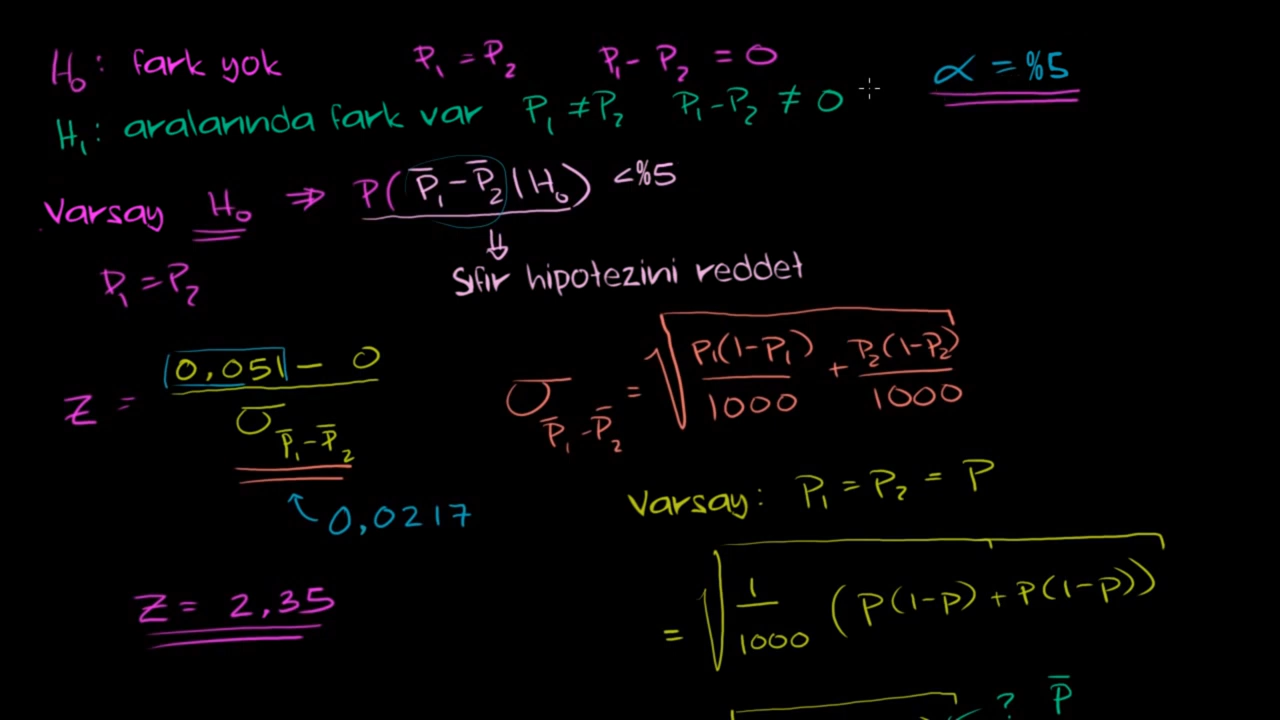 H₀: fark yok P₁ = P₂ P₁ - P₂ = 0 α = %5
H₁: aralarında fark var P₁ ≠ P₂ P₁ - P₂ ≠ 0
Varsay H₀ ⇒ P(P̅₁ - P̅₂ | H₀) < %5
⇓
P₁ = P₂ Sıfır hipotezini reddet
Z = (0,051 - 0) / σ_(P̅₁ - P̅₂)
σ_(P̅₁ - P̅₂) = √(P₁(1-P₁)/1000 + P₂(1-P₂)/1000)
0,0217
Varsay: P₁ = P₂ = P
Z = 2,35
= √(1/1000 (P(1-P) + P(1-P)))
? P̅